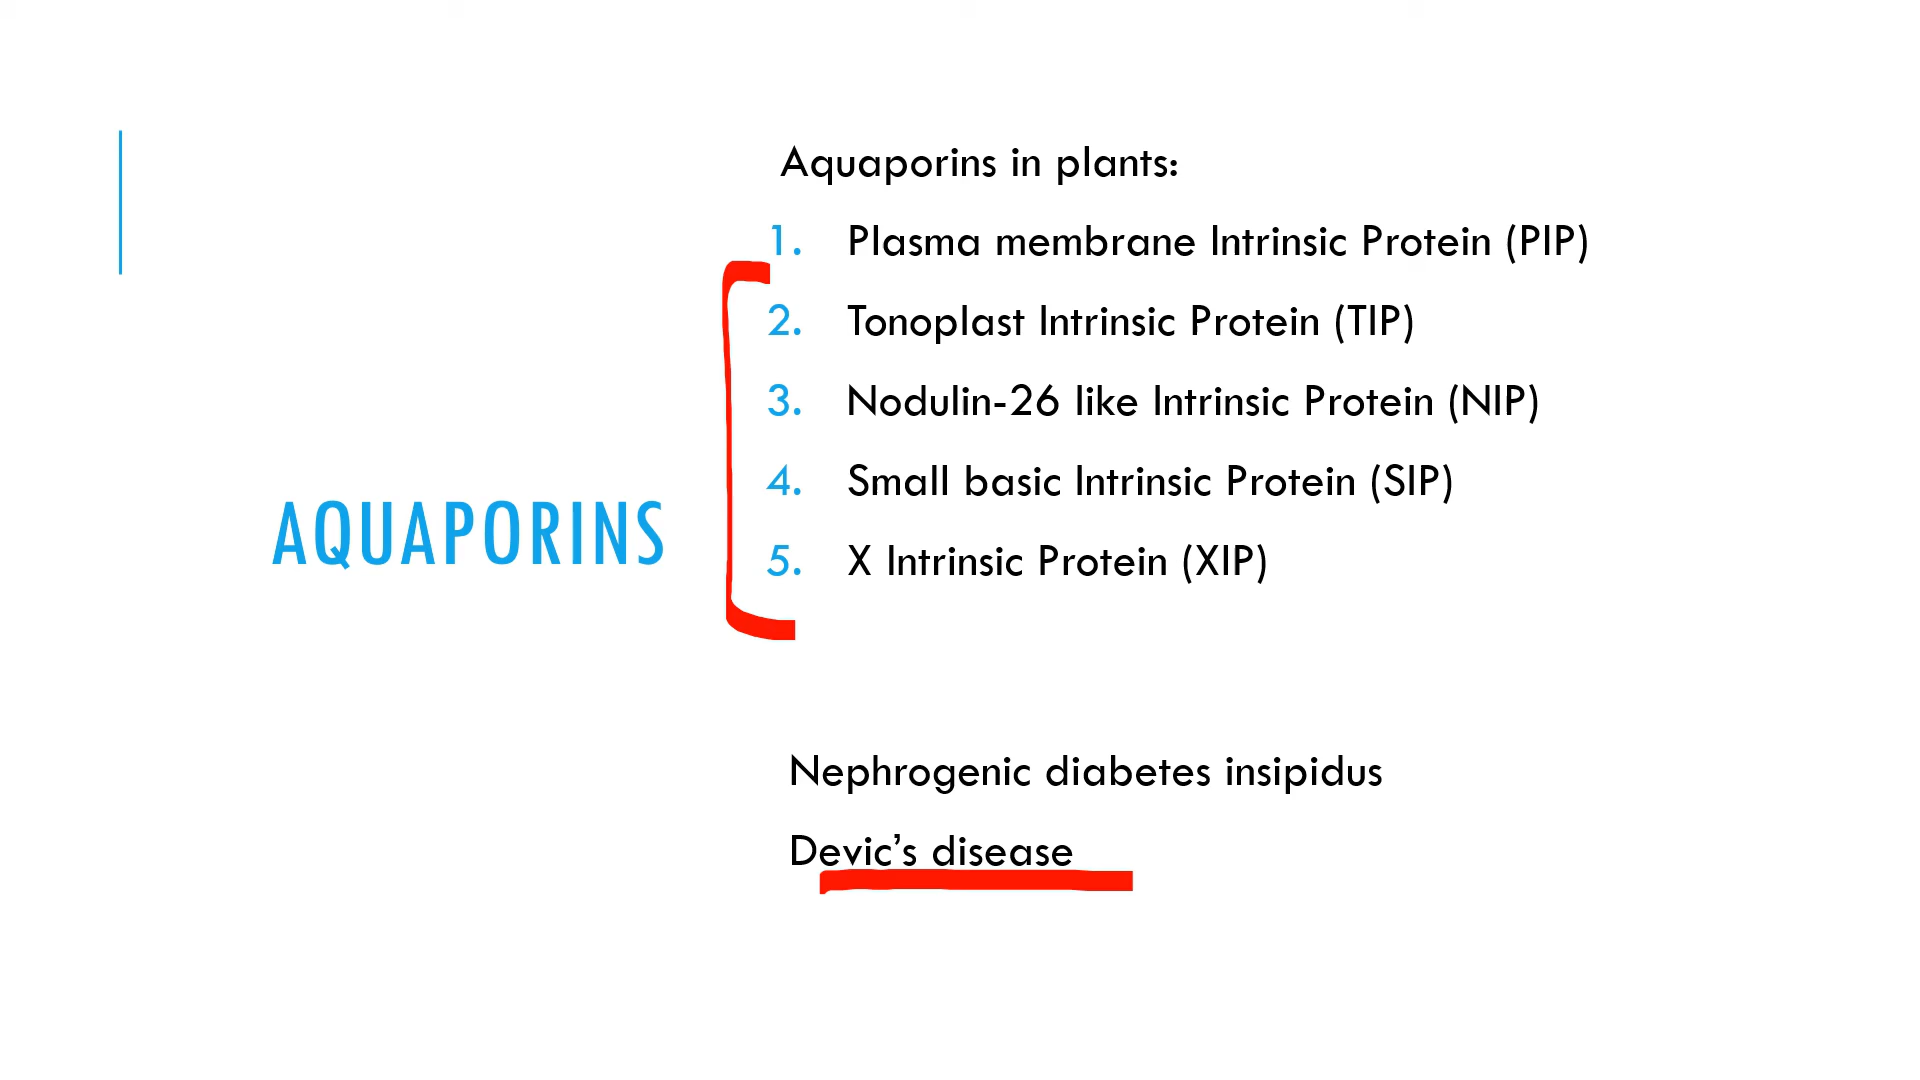 AQUAPORINS
Aquaporins in plants:
1. Plasma membrane Intrinsic Protein (PIP)
2. Tonoplast Intrinsic Protein (TIP)
3. Nodulin-26 like Intrinsic Protein (NIP)
4. Small basic Intrinsic Protein (SIP)
5. X Intrinsic Protein (XIP)
Nephrogenic diabetes insipidus
Devic’s disease